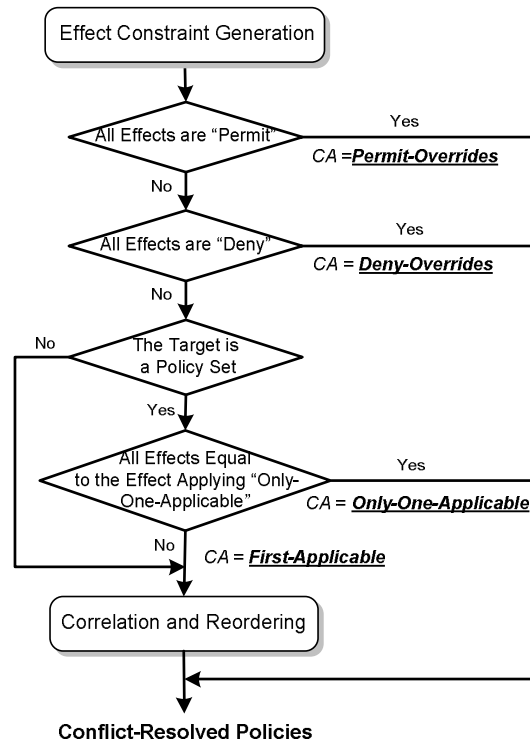 Effect Constraint Generation
All Effects are “Permit”
Yes
CA =Permit-Overrides
No
All Effects are “Deny”
Yes
CA = Deny-Overrides
No
The Target is
a Policy Set
No
Yes
All Effects Equal
to the Effect Applying “Only-
One-Applicable”
Yes
CA = Only-One-Applicable
No
CA = First-Applicable
Correlation and Reordering
Conflict-Resolved Policies